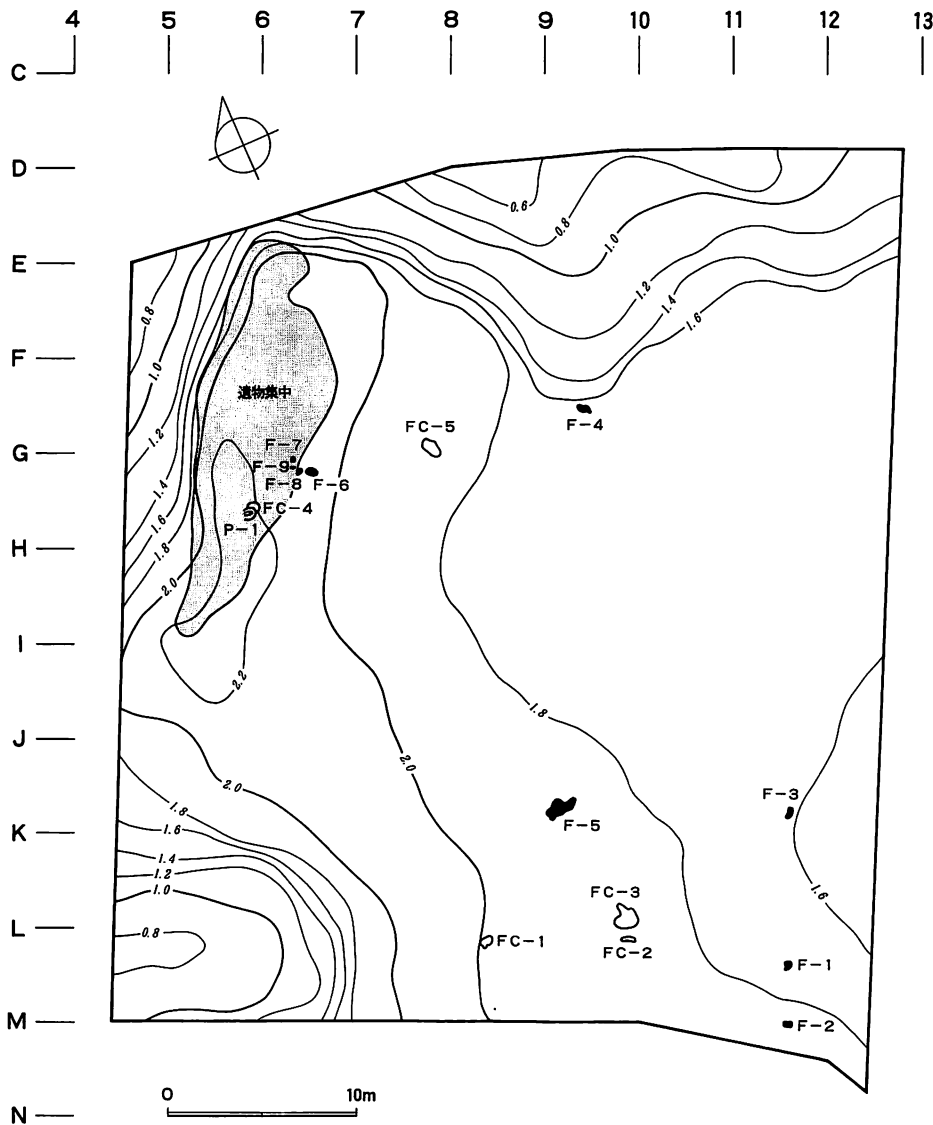 4 5 6 7 8 9 10 11 12 13
C
D
0.6
0.8
1.0
E
0.8
1.2
1.4
1.6
F
1.0
遺物集中
F-4
FC-5
1.2
G
F-7
F-9
F-8 F-6
1.4
FC-4
1.6
P-1
H
1.8
2.0
I
2.2
1.8
J
2.0
2.0
F-3
1.8
F-5
K
1.6
1.4
1.2
1.0
FC-3
1.6
L
0.8
FC-1
FC-2
F-1
M
F-2
0 10m
N